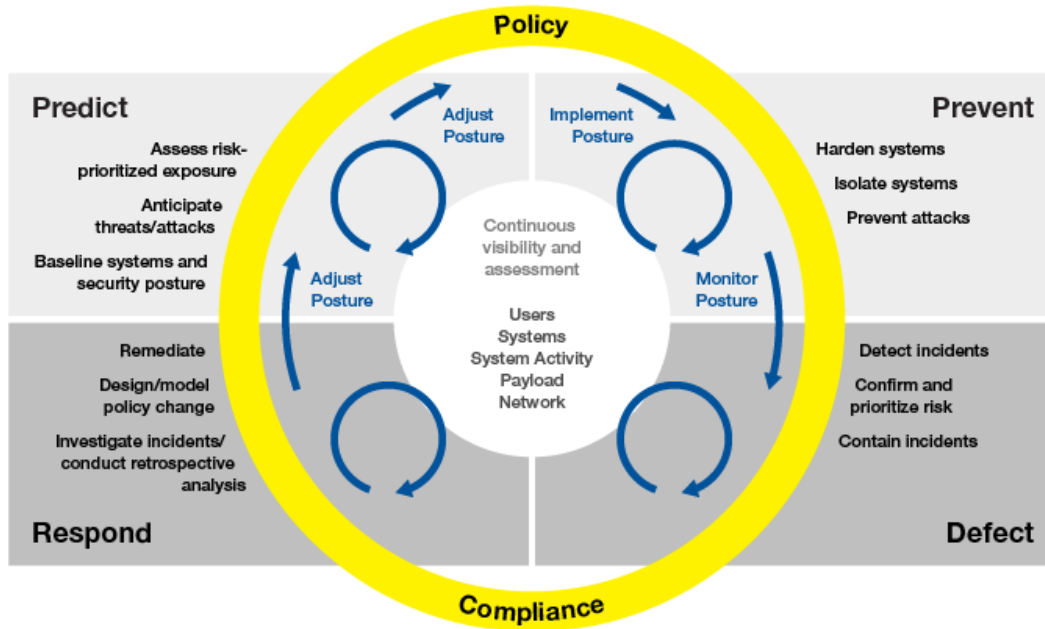 Policy
Predict
Assess risk-
prioritized exposure
Anticipate
threats/attacks
Baseline systems and
security posture
Adjust
Posture
Implement
Posture
Prevent
Harden systems
Isolate systems
Prevent attacks
Adjust
Posture
Continuous
visibility and
assessment
Users
Systems
System Activity
Payload
Network
Monitor
Posture
Remediate
Design/model
policy change
Investigate incidents/
conduct retrospective
analysis
Respond
Detect incidents
Confirm and
prioritize risk
Contain incidents
Defect
Compliance